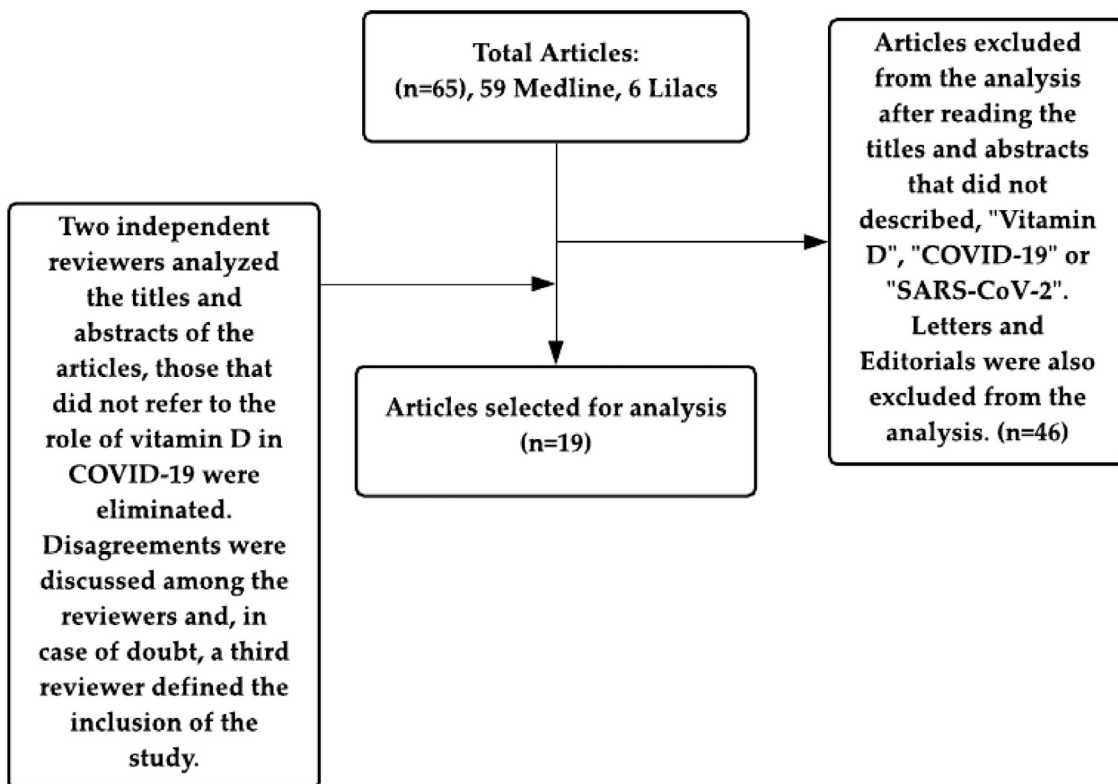 Total Articles:
(n=65), 59 Medline, 6 Lilacs
Articles excluded
from the analysis
after reading the
titles and abstracts
that did not
described, "Vitamin
D", "COVID-19" or
"SARS-CoV-2".
Letters and
Editorials were also
excluded from the
analysis. (n=46)
Two independent
reviewers analyzed
the titles and
abstracts of the
articles, those that
did not refer to the
role of vitamin D in
COVID-19 were
eliminated.
Disagreements were
discussed among the
reviewers and, in
case of doubt, a third
reviewer defined the
inclusion of the
study.
Articles selected for analysis
(n=19)